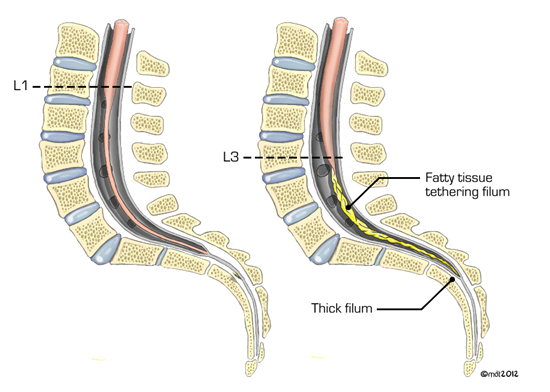 L1
L3
Fatty tissue
tethering filum
Thick filum
©mdt2012